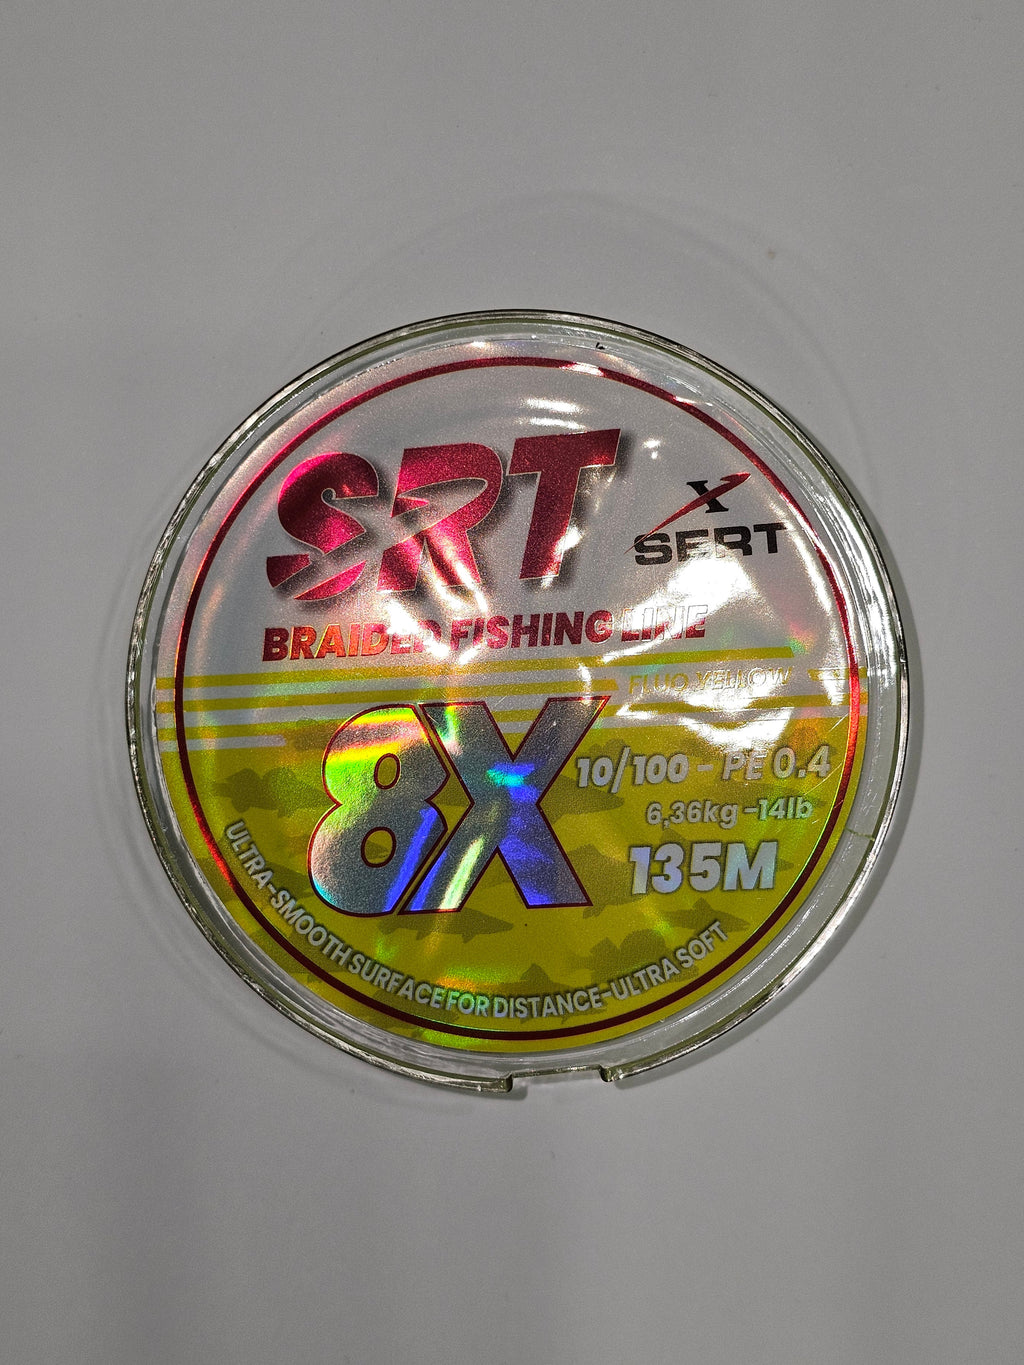 SRT
X
SERT
BRAIDED FISHING LINE
FLUO YELLOW
8X
10/100 - PE 0.4
6,36kg -14lb
135M
ULTRA-SMOOTH SURFACE FOR DISTANCE-ULTRA SOFT